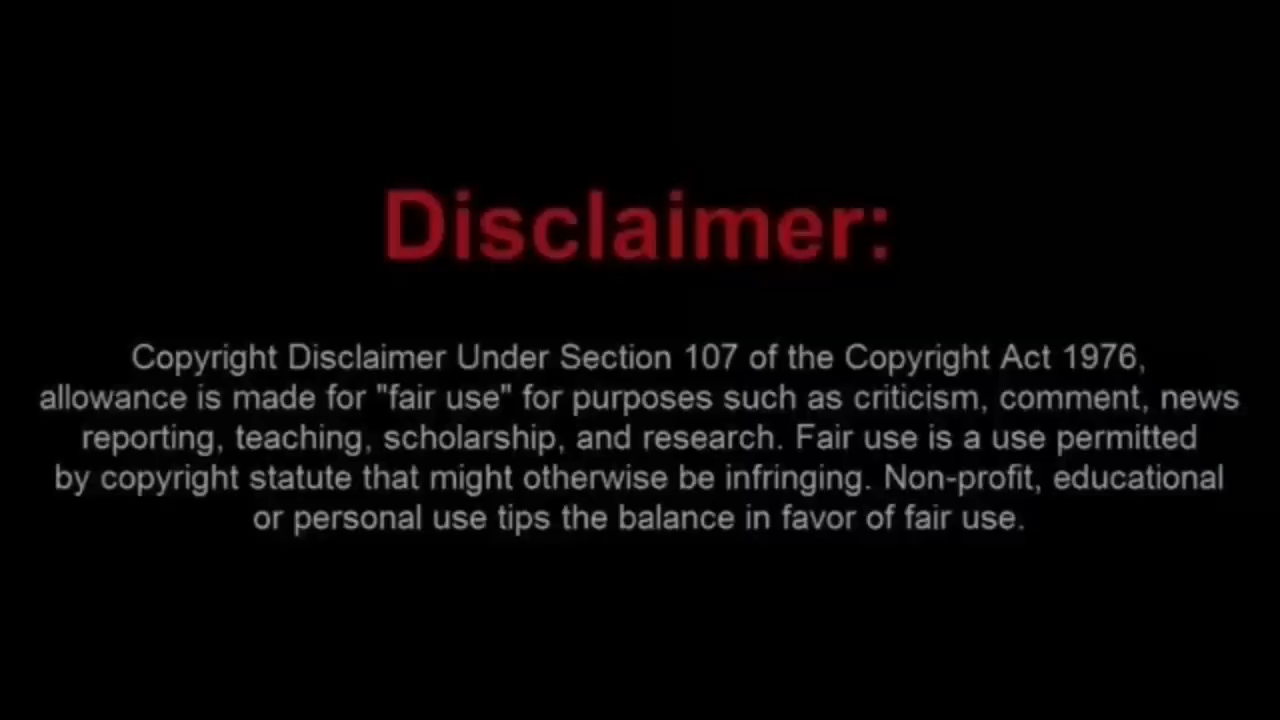 Disclaimer:
Copyright Disclaimer Under Section 107 of the Copyright Act 1976,
allowance is made for "fair use" for purposes such as criticism, comment, news
reporting, teaching, scholarship, and research. Fair use is a use permitted
by copyright statute that might otherwise be infringing. Non-profit, educational
or personal use tips the balance in favor of fair use.